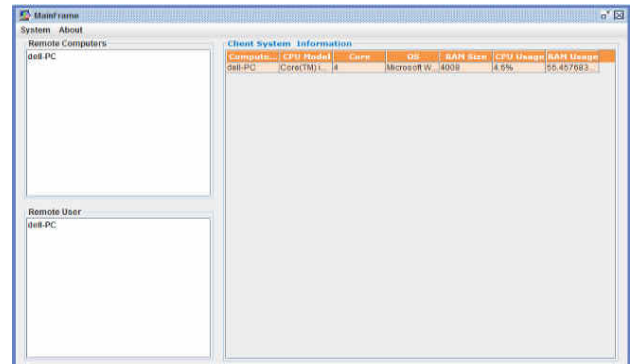 Mainframe
System About
Remote Computers
dell-PC
Remote User
dell-PC
Client System Information
Compute... CPU Model Core OS RAM Size CPU Usage RAM Usage
dell-PC Core(TM) i... 4 Microsoft W... 4008 4.6% 55.457683...